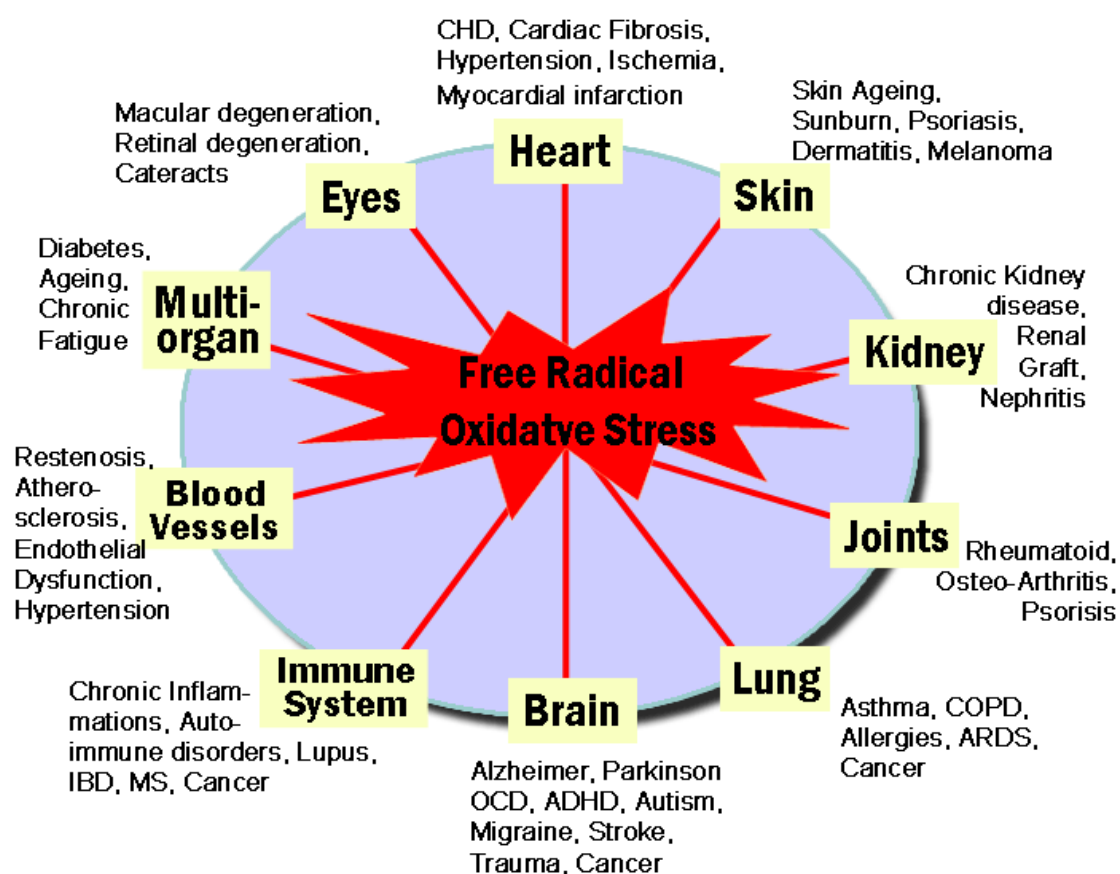 CHD, Cardiac Fibrosis,
Hypertension, Ischemia,
Myocardial infarction
Heart
Skin Ageing,
Sunburn, Psoriasis,
Dermatitis, Melanoma
Skin
Macular degeneration,
Retinal degeneration,
Cateracts
Eyes
Diabetes,
Ageing,
Chronic
Fatigue
Multi-
organ
Chronic Kidney
disease,
Renal
Graft,
Nephritis
Kidney
Free Radical
Oxidatve Stress
Restenosis,
Athero-
sclerosis,
Endothelial
Dysfunction,
Hypertension
Blood
Vessels
Joints
Rheumatoid,
Osteo-Arthritis,
Psorisis
Immune
System
Chronic Inflam-
mations, Auto-
immune disorders, Lupus,
IBD, MS, Cancer
Brain
Alzheimer, Parkinson
OCD, ADHD, Autism,
Migraine, Stroke,
Trauma, Cancer
Lung
Asthma, COPD,
Allergies, ARDS,
Cancer